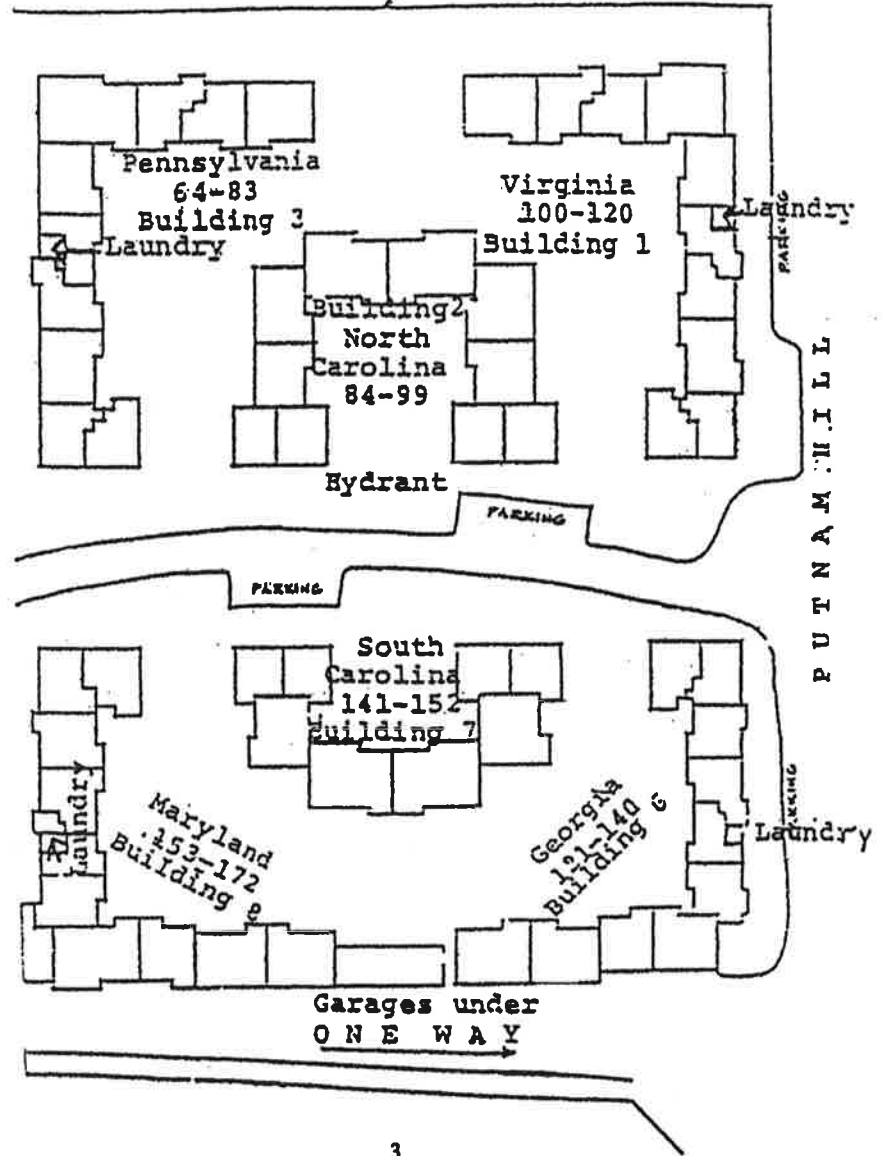 Pennsylvania
64-83
Building 3
Laundry
Virginia
100-120
Building 1
Laundry
PARKING
Building 2
North
Carolina
84-99
Hydrant
PARKING
PARKING
PUTNAM HILL
South
Carolina
141-152
Building 7
Laundry
Maryland
153-172
Building 8
Georgia
121-140
Building 6
PARKING
Laundry
Garages under
ONE WAY
3